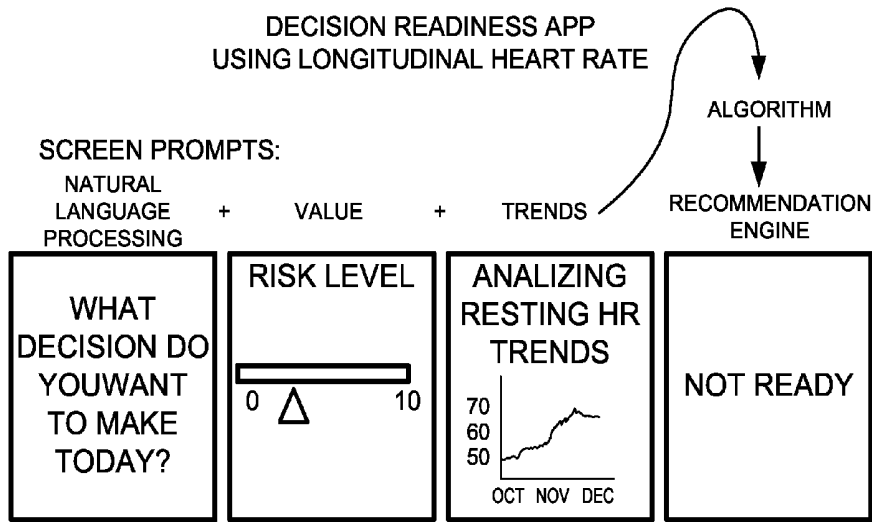 DECISION READINESS APP
USING LONGITUDINAL HEART RATE
ALGORITHM
SCREEN PROMPTS:
NATURAL
LANGUAGE
PROCESSING
+
VALUE
+
TRENDS
RECOMMENDATION
ENGINE
WHAT
DECISION DO
YOUWANT
TO MAKE
TODAY?
RISK LEVEL
0 10
ANALIZING
RESTING HR
TRENDS
70
60
50
OCT NOV DEC
NOT READY